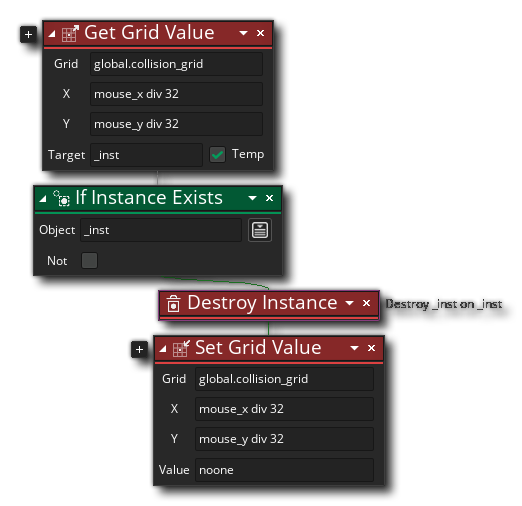 Get Grid Value
Grid global.collision_grid
X mouse_x div 32
Y mouse_y div 32
Target _inst Temp
If Instance Exists
Object _inst
Not
Destroy Instance Destroy _inst on _inst
Set Grid Value
Grid global.collision_grid
X mouse_x div 32
Y mouse_y div 32
Value noone